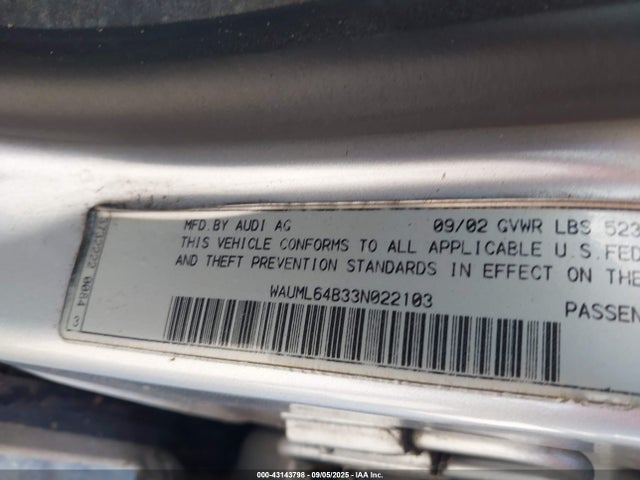 MFD.BY AUDI AG 09/02 GVWR LBS 523
THIS VEHICLE CONFORMS TO ALL APPLICABLE U.S.FED
AND THEFT PREVENTION STANDARDS IN EFFECT ON THE
WAUML64B33N022103
PASSEN
00-43143798 - 09/05/2025 - IAA Inc.